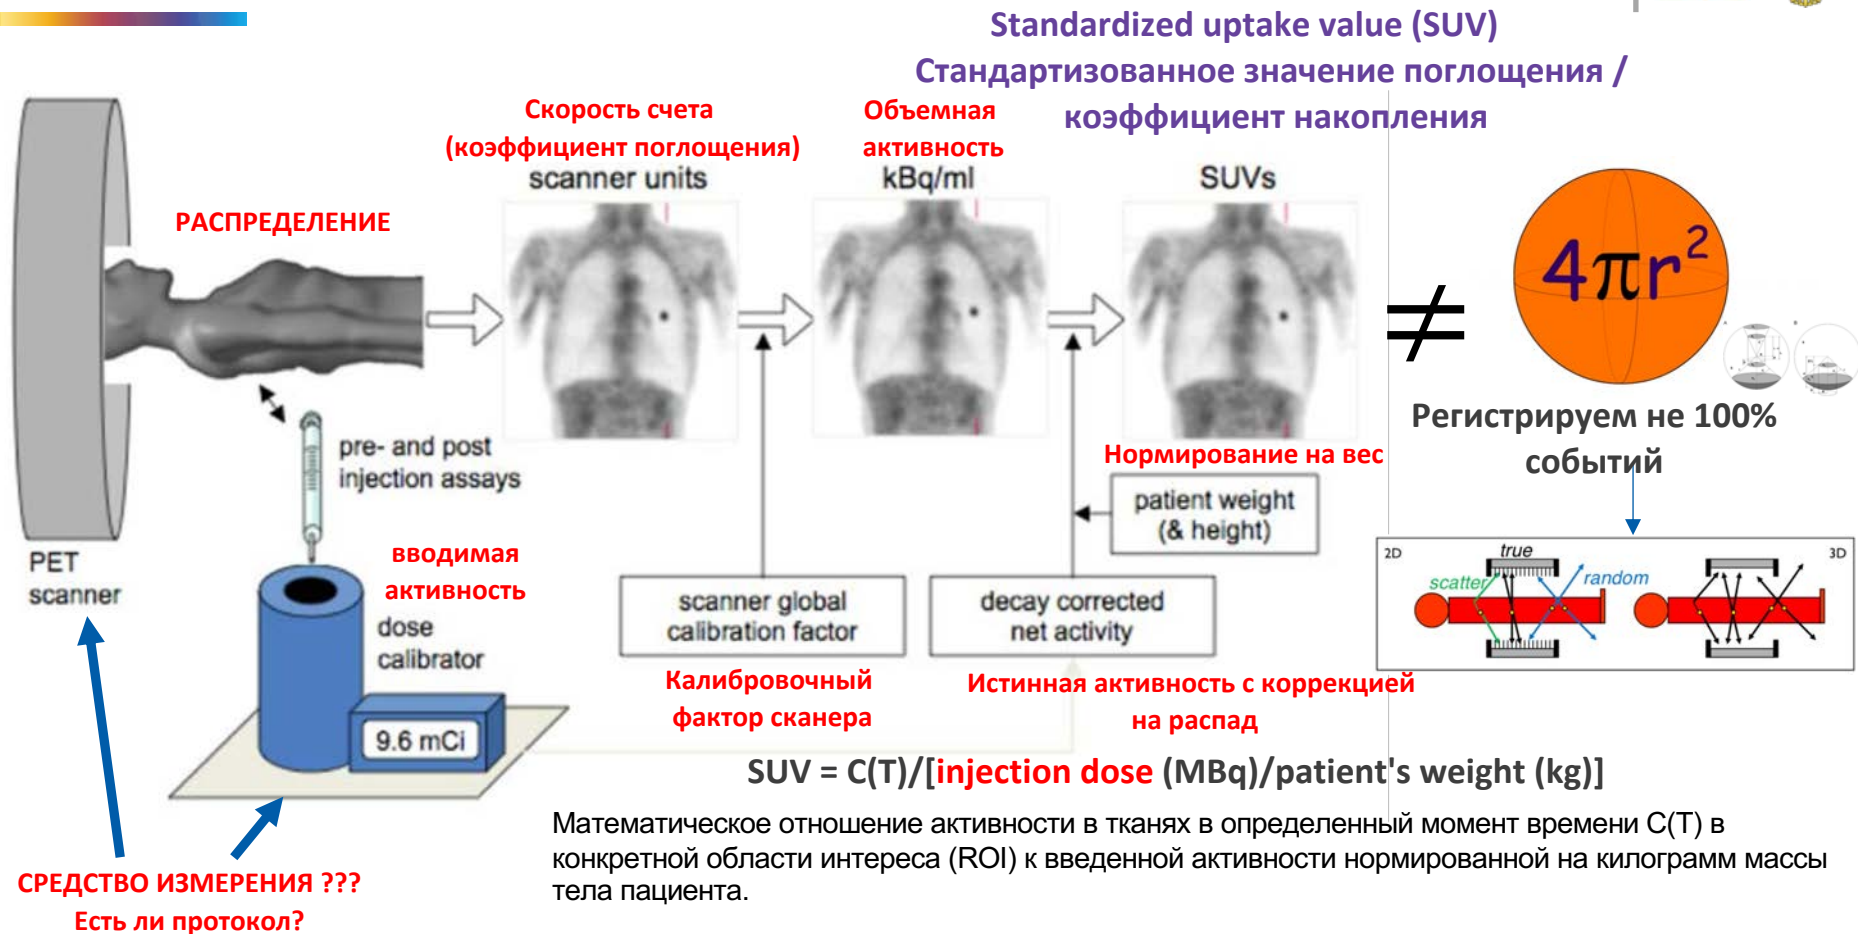 Standardized uptake value (SUV)
Стандартизованное значение поглощения /
коэффициент накопления
Скорость счета
(коэффициент поглощения)
scanner units
Объемная
активность
kBq/ml
SUVs
РАСПРЕДЕЛЕНИЕ
4πr²
≠
Регистрируем не 100%
событий
pre- and post
injection assays
Нормирование на вес
patient weight
(& height)
PET
scanner
вводимая
активность
dose
calibrator
9.6 mCi
scanner global
calibration factor
decay corrected
net activity
Калибровочный
фактор сканера
Истинная активность с коррекцией
на распад
2D
true
scatter
random
3D
SUV = C(T)/[injection dose (MBq)/patient's weight (kg)]
Математическое отношение активности в тканях в определенный момент времени C(T) в
конкретной области интереса (ROI) к введенной активности нормированной на килограмм массы
тела пациента.
СРЕДСТВО ИЗМЕРЕНИЯ ???
Есть ли протокол?